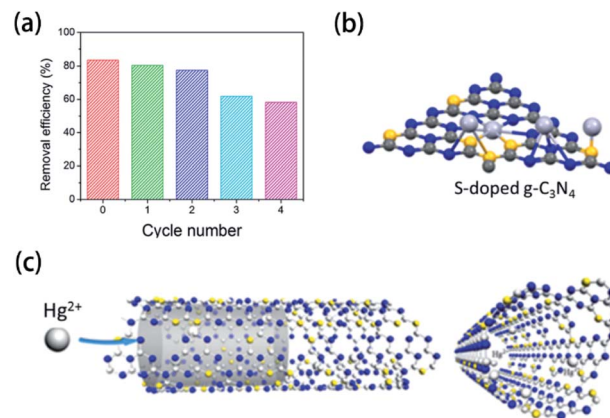 (a)
100
80
60
40
20
0
Removal efficiency (%)
0 1 2 3 4
Cycle number
(b)
S-doped g-C₃N₄
(c)
Hg²⁺